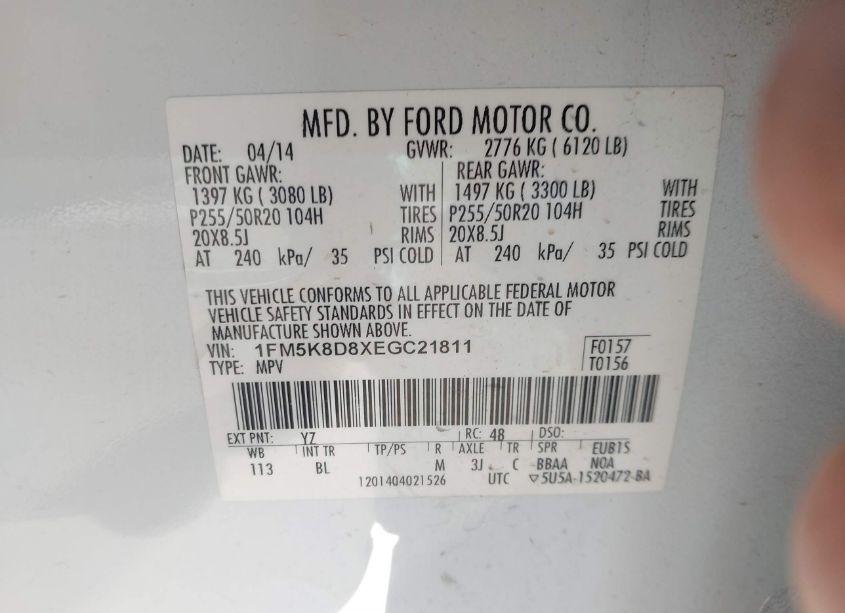 MFD. BY FORD MOTOR CO.
DATE: 04/14 GVWR: 2776 KG ( 6120 LB)
FRONT GAWR: REAR GAWR:
1397 KG ( 3080 LB) WITH 1497 KG ( 3300 LB) WITH
P255/50R20 104H TIRES P255/50R20 104H TIRES
20X8.5J RIMS 20X8.5J RIMS
AT 240 kPa/ 35 PSI COLD AT 240 kPa/ 35 PSI COLD
THIS VEHICLE CONFORMS TO ALL APPLICABLE FEDERAL MOTOR
VEHICLE SAFETY STANDARDS IN EFFECT ON THE DATE OF
MANUFACTURE SHOWN ABOVE.
VIN: 1FM5K8D8XEGC21811 F0157
TYPE: MPV T0156
EXT PNT: YZ RC: 48 DSO:
WB INT TR TP/PS R AXLE TR SPR EUB1S
113 BL M 3J C BBAA NOA
1201404021526 UTC ▽5U5A-1520472-BA